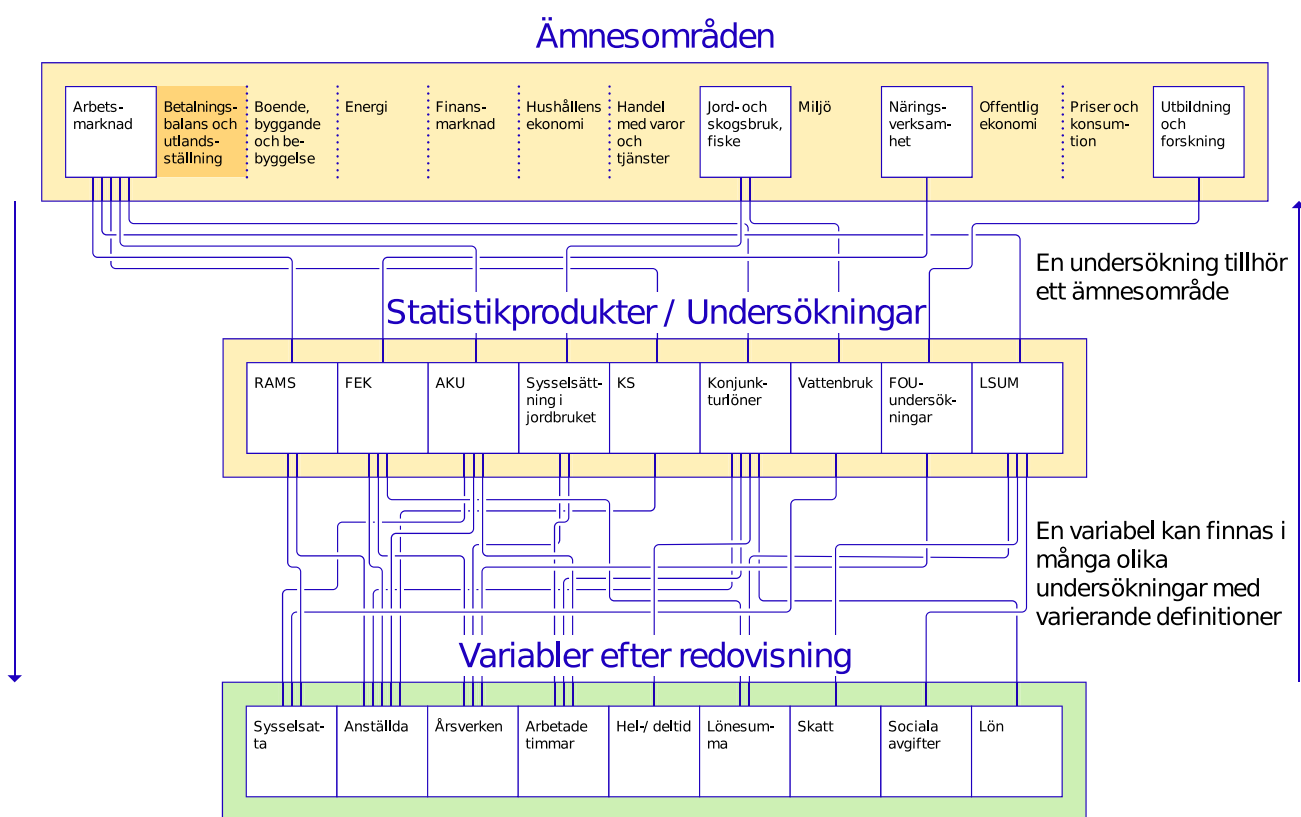 Ämnesområden
Arbets-
marknad
Betalnings-
balans och
utlands-
ställning
Boende,
byggande
och be-
byggelse
Energi
Finans-
marknad
Hushållens
ekonomi
Handel
med varor
och
tjänster
Jord- och
skogsbruk,
fiske
Miljö
Närings-
verksam-
het
Offentlig
ekonomi
Priser och
konsum-
tion
Utbildning
och
forskning
En undersökning tillhör
ett ämnesområde
Statistikprodukter / Undersökningar
RAMS
FEK
AKU
Sysselsätt-
ning i
jordbruket
KS
Konjunk-
turlöner
Vattenbruk
FOU-
undersök-
ningar
LSUM
En variabel kan finnas i
många olika
undersökningar med
varierande definitioner
Variabler efter redovisning
Sysselsat-
ta
Anställda
Årsverken
Arbetade
timmar
Hel-/ deltid
Lönesum-
ma
Skatt
Sociala
avgifter
Lön